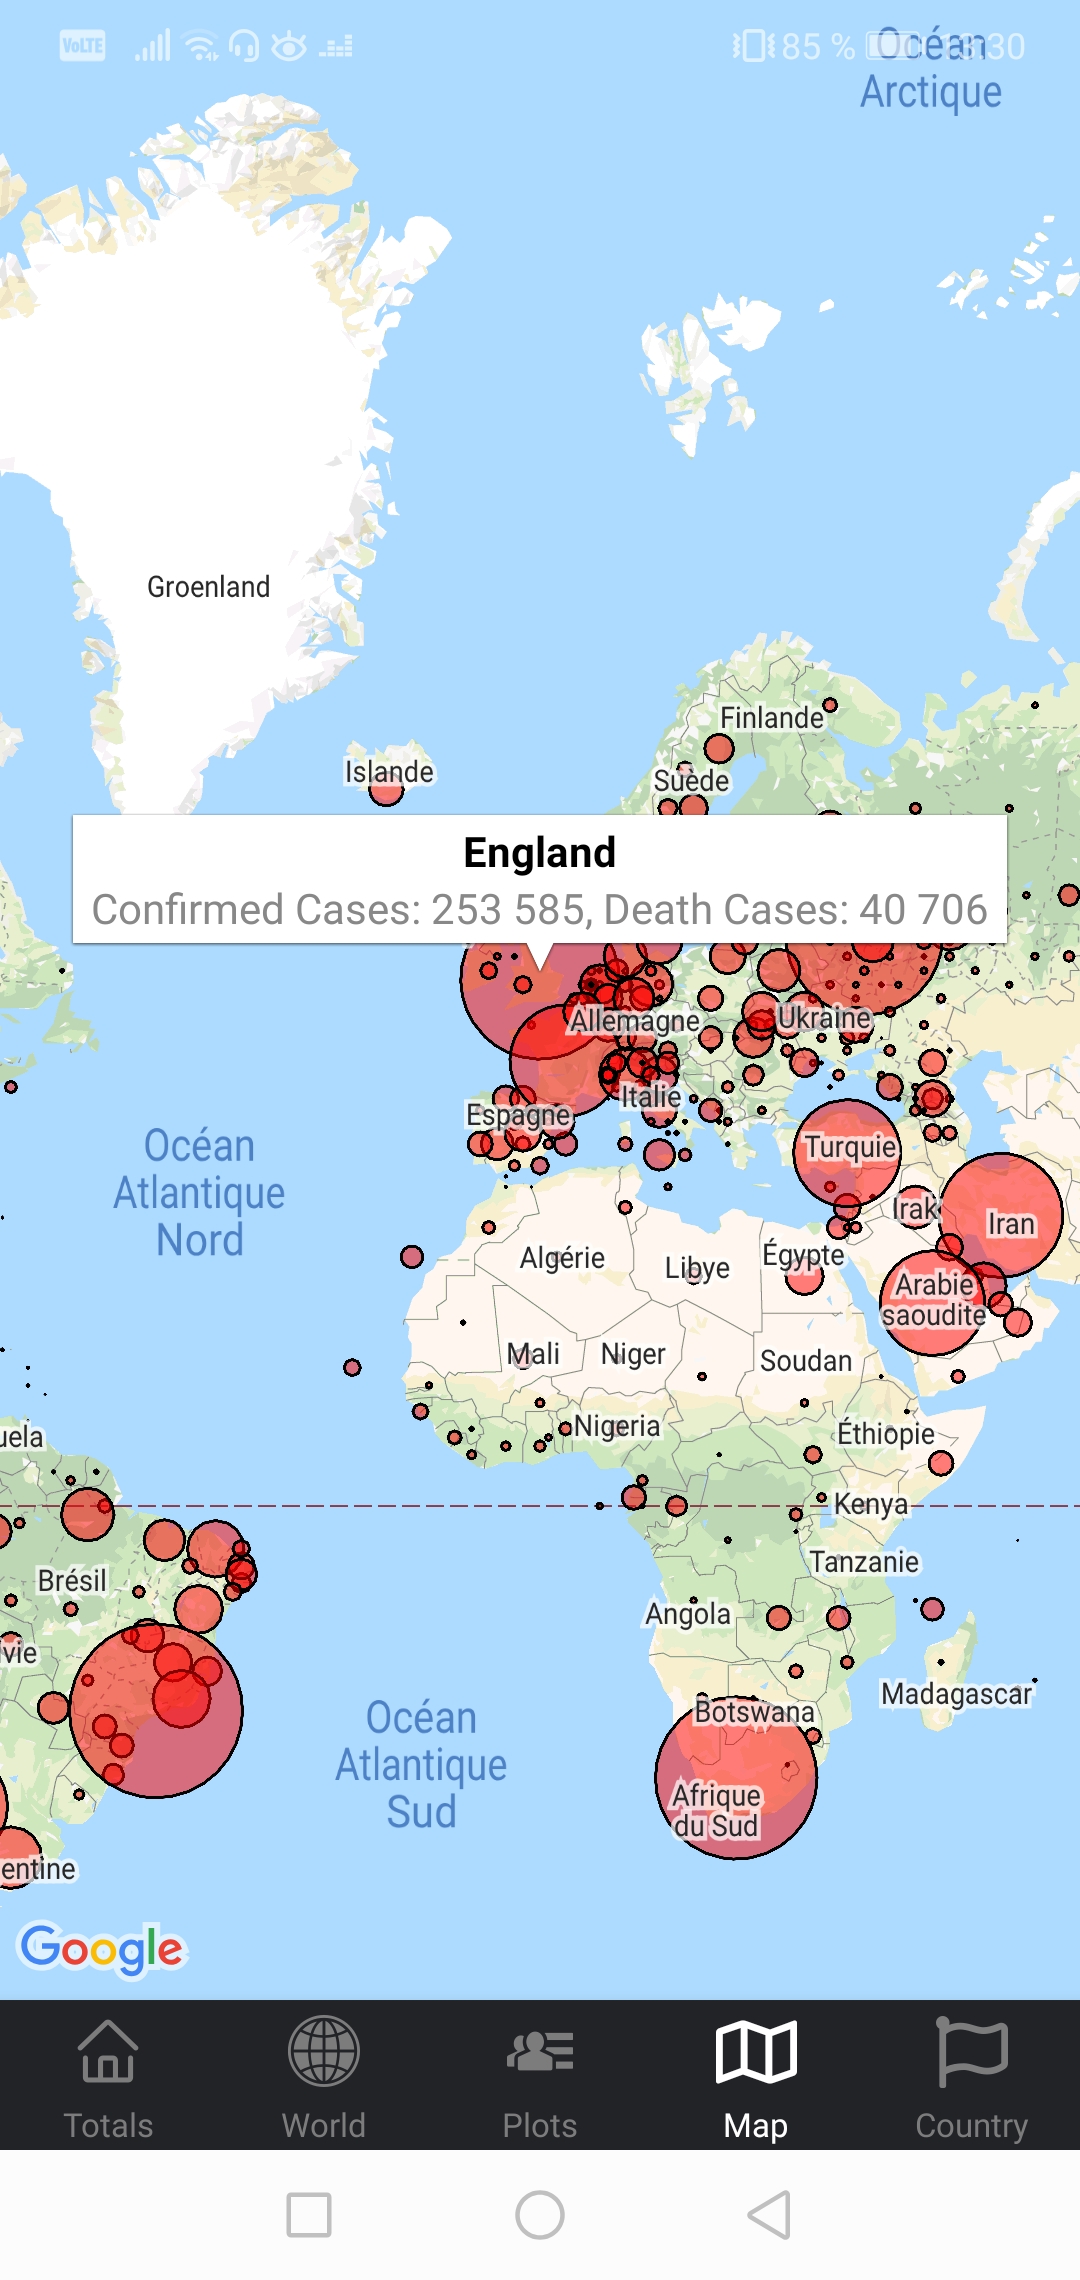 VoLTE
85 %
13:30
Océan
Arctique
Groenland
Finlande
Islande
Suède
England
Confirmed Cases: 253 585, Death Cases: 40 706
Allemagne
Ukraine
Italie
Espagne
Turquie
Océan
Atlantique
Nord
Irak
Iran
Algérie
Libye
Égypte
Arabie
saoudite
Mali
Niger
Soudan
uela
Nigeria
Éthiopie
Kenya
Tanzanie
Brésil
Angola
vie
Madagascar
Botswana
Océan
Atlantique
Sud
Afrique
du Sud
entine
Google
Totals
World
Plots
Map
Country